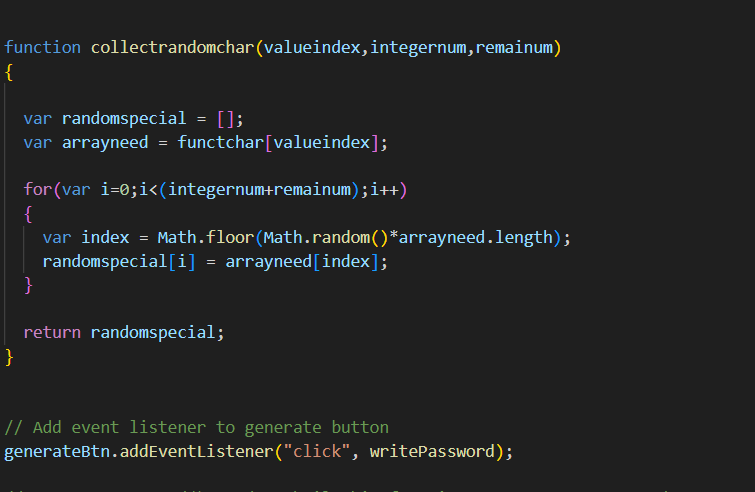 function collectrandomchar(valueindex,integernum,remainum)
{
var randomspecial = [];
var arrayneed = functchar[valueindex];
for(var i=0;i<(integernum+remainum);i++)
{
var index = Math.floor(Math.random()*arrayneed.length);
randomspecial[i] = arrayneed[index];
}
return randomspecial;
}
// Add event listener to generate button
generateBtn.addEventListener("click", writePassword);